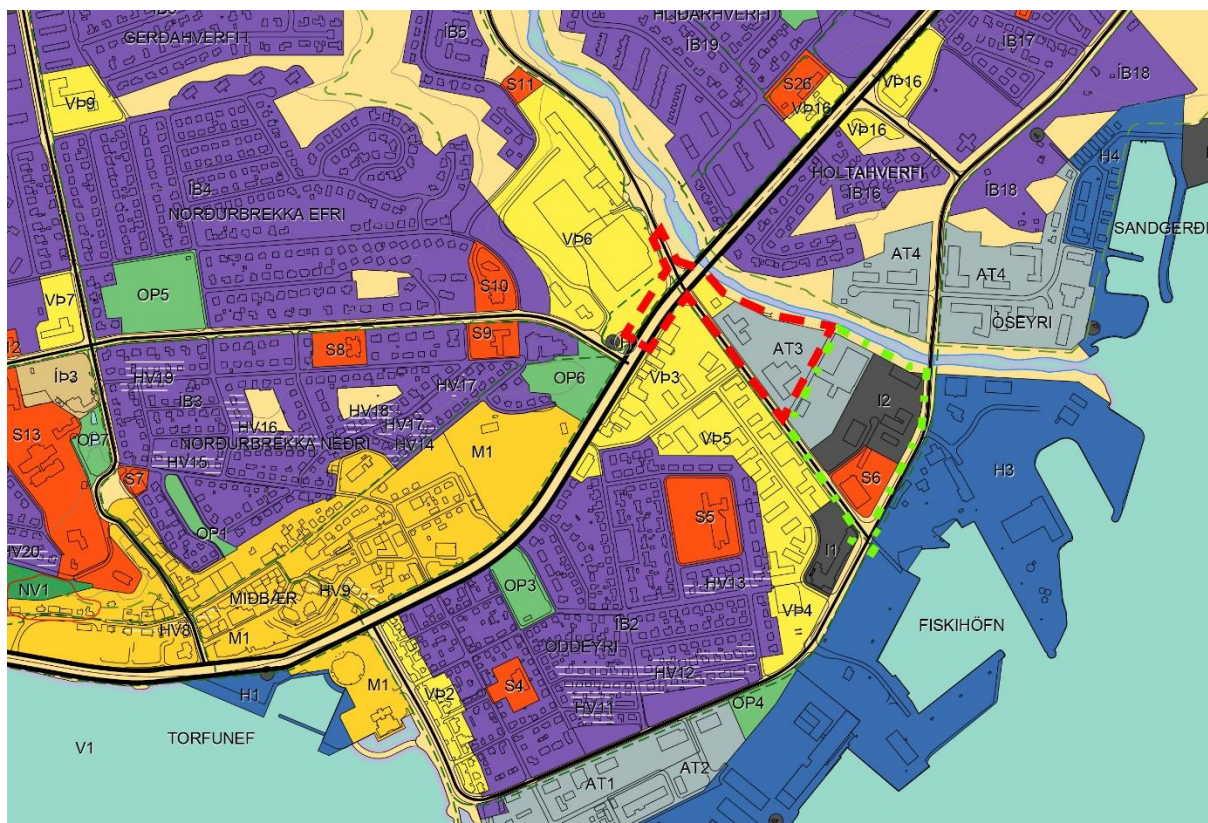 GERÐAHVERFIT
ÍB5
HLÍÐARHVERFI
ÍB19
ÍB17
ÍB18
VÞ9
S11
S26
VÞ16
VÞ16
VÞ16
H4
ÍB4
NORÐURBREKKA EFRI
VÞ6
HOLTAHVERFI
ÍB16
ÍB18
SANDGERÐI
AT4
AT4
ÓSEYRI
OP5
S10
VÞ7
S9
S8
AT3
ÍÞ3
HV19
ÍB3
HV17
OP6
VÞ3
I2
S13
OP7
HV16
HV18
HV17
HV14
NORÐURBREKKA NEÐRI
HV15
M1
VÞ5
H3
S7
S6
OP1
S5
I1
HV20
NV1
OP3
HV13
MIÐBÆR
HV9
HV8
M1
ÍB2
ODDEYRI
VÞ4
FISKIHÖFN
H1
M1
VÞ2
S4
HV12
HV11
OP4
V1
TORFUNEF
AT2
AT1